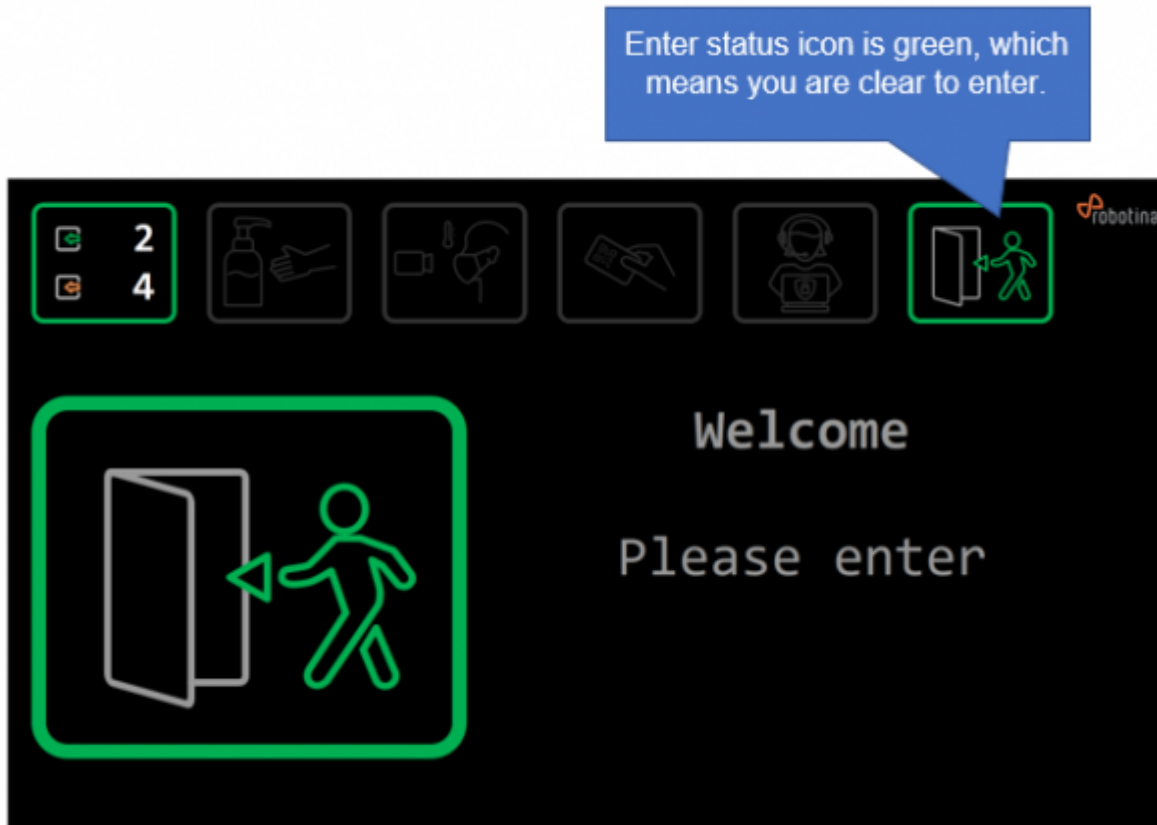 Enter status icon is green, which
means you are clear to enter.
2
4
robotina
Welcome
Please enter